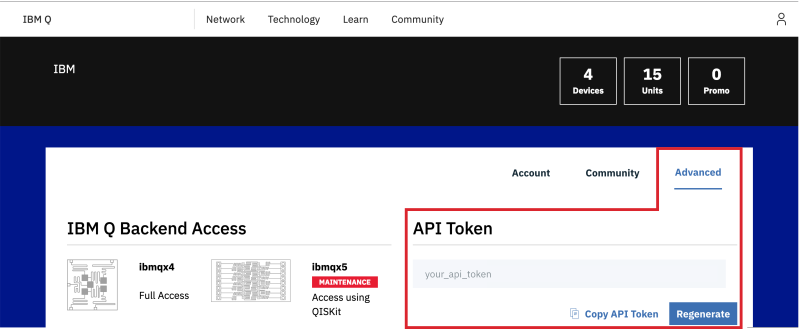 IBM Q
Network
Technology
Learn
Community
IBM
4
Devices
15
Units
0
Promo
Account
Community
Advanced
IBM Q Backend Access
ibmqx4
Full Access
ibmqx5
MAINTENANCE
Access using
QISKit
API Token
your_api_token
Copy API Token
Regenerate